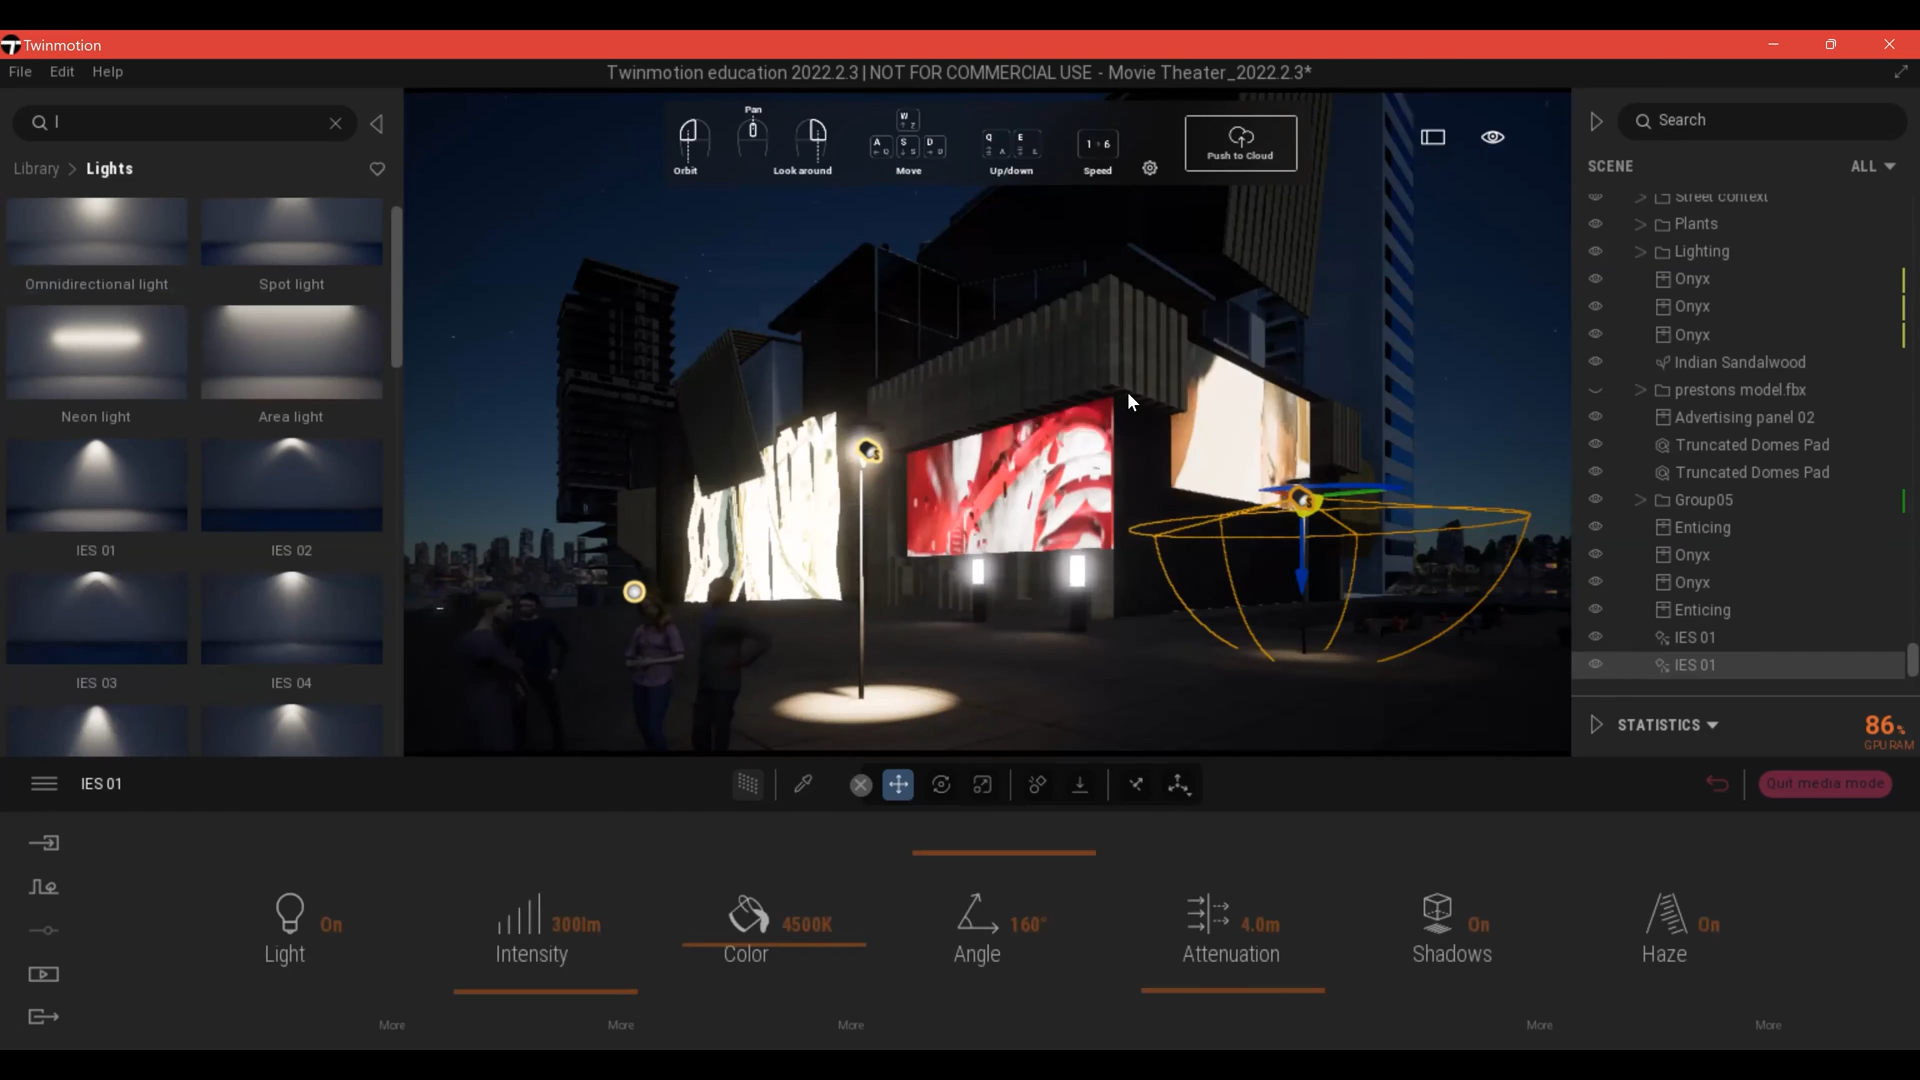 Twinmotion
File Edit Help
Twinmotion education 2022.2.3 | NOT FOR COMMERCIAL USE - Movie Theater_2022.2.3*
l
Library > Lights
Omnidirectional light
Spot light
Neon light
Area light
IES 01
IES 02
IES 03
IES 04
Pan
Orbit
Look around
W
A S D
Move
Q E
Up/down
1 6
Speed
Push to Cloud
Search
SCENE
ALL
Street context
Plants
Lighting
Onyx
Onyx
Onyx
Indian Sandalwood
prestons model.fbx
Advertising panel 02
Truncated Domes Pad
Truncated Domes Pad
Group05
Enticing
Onyx
Onyx
Enticing
IES 01
IES 01
STATISTICS
86%
GPU RAM
IES 01
Quit media mode
Light On
Intensity 300lm
Color 4500K
Angle 160°
Attenuation 4.0m
Shadows On
Haze On
More
More
More
More
More